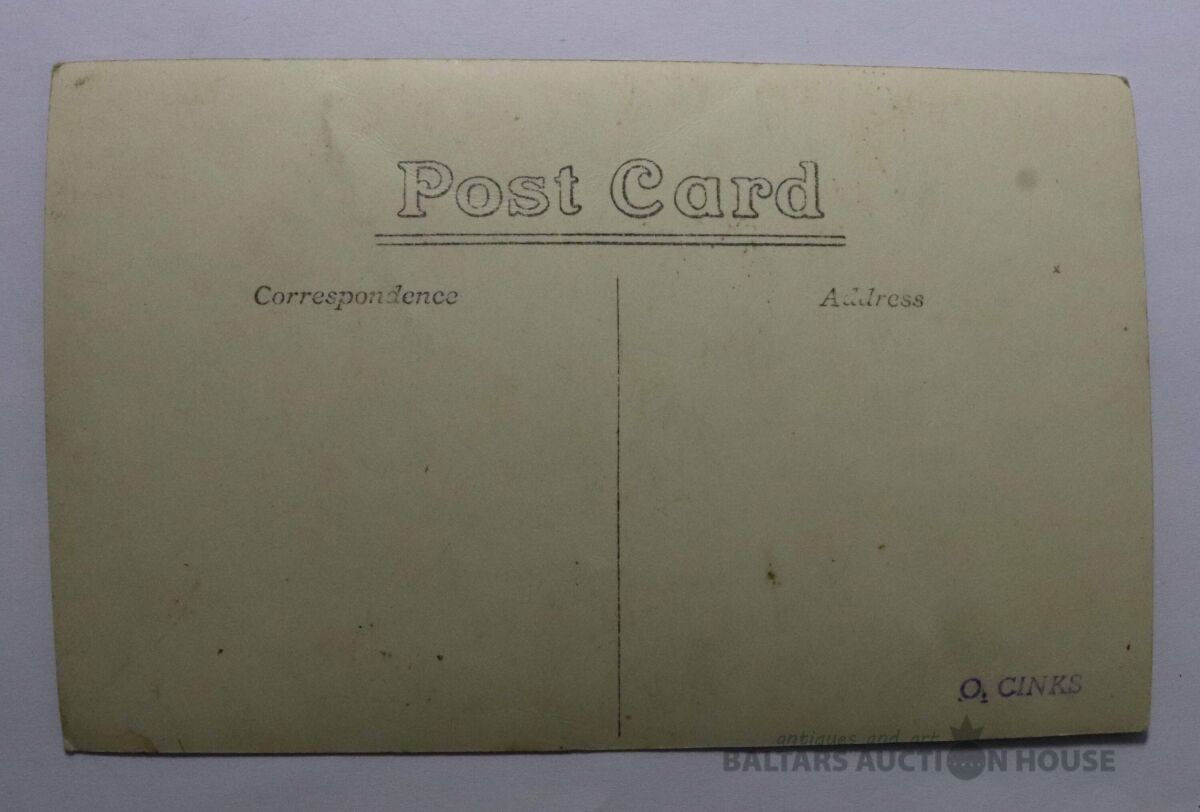 Post Card
Correspondence
Address
x
O. CINKS
antiques and art
BALTARS AUCTION HOUSE